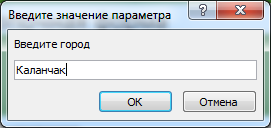 Введите значение параметра
Введите город
Каланчак
OK
Отмена